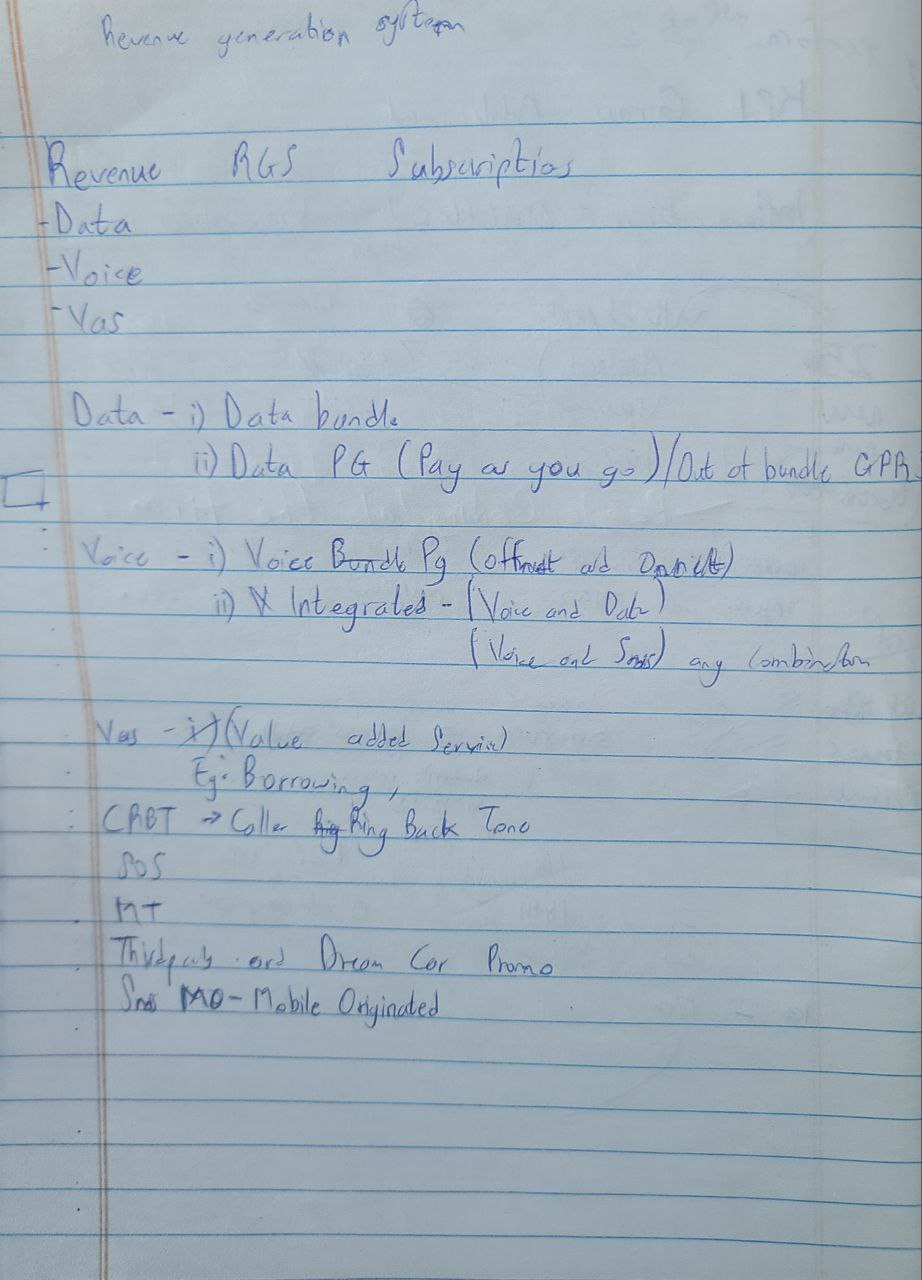 Revenue generation system
Revenue RGS Subscriptios
-Data
-Voice
-Vas
Data - i) Data bundle
ii) Data PG (Pay as you go)/Out of bundle GPR
Voice - i) Voice Bundle Pg (Offnet ad Onnet)
ii) Integrated - (Voice and Data)
(Voice and Sms) any Combination
Vas - i) (Value added Service)
Eg: Borrowing,
CRBT → Caller Ring Back Tone
SOS
MT
Thirdparty and Dream Car Promo
Sms MO - Mobile Originated